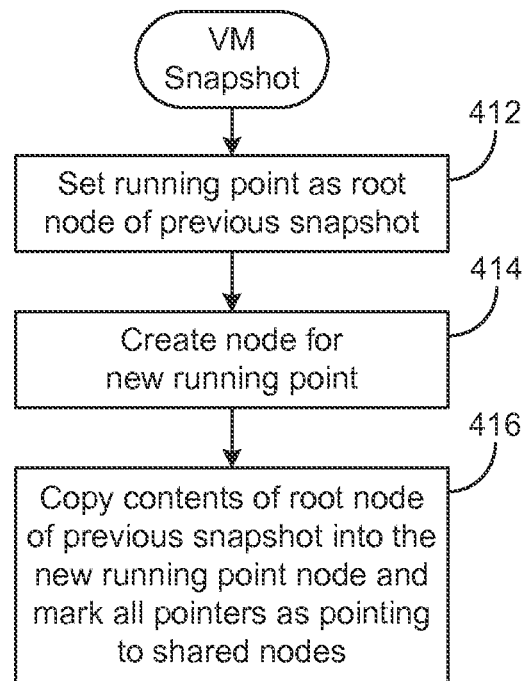 VM
Snapshot
412
Set running point as root
node of previous snapshot
414
Create node for
new running point
416
Copy contents of root node
of previous snapshot into the
new running point node and
mark all pointers as pointing
to shared nodes